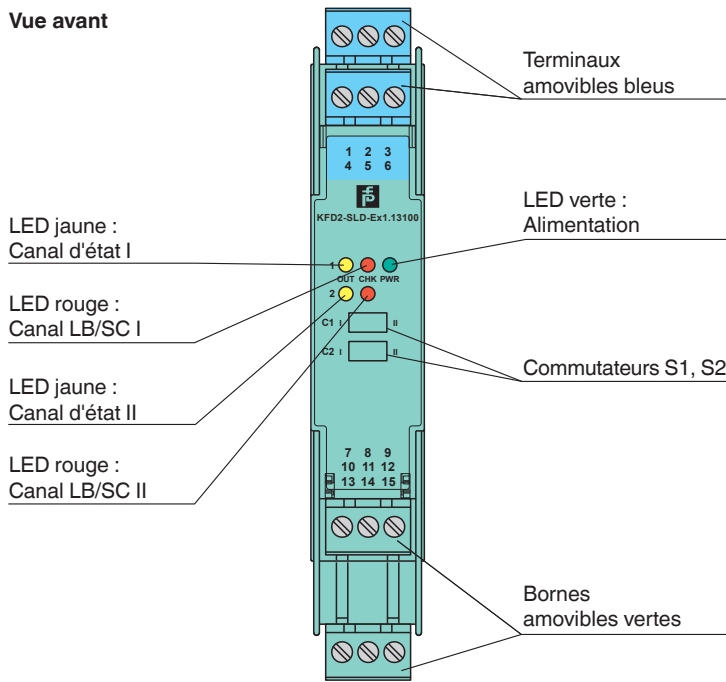 Vue avant
Terminaux
amovibles bleus
1 2 3
4 5 6
KFD2-SLD-Ex1.13100
LED verte :
Alimentation
LED jaune :
Canal d'état I
1
OUT CHK PWR
2
LED rouge :
Canal LB/SC I
C1 I II
C2 I II
Commutateurs S1, S2
LED jaune :
Canal d'état II
LED rouge :
Canal LB/SC II
7 8 9
10 11 12
13 14 15
Bornes
amovibles vertes